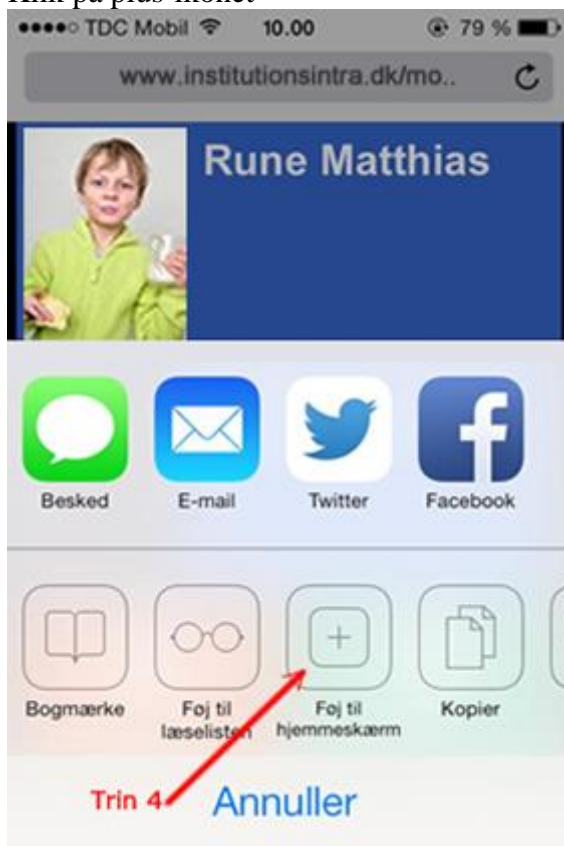 TDC Mobil 10.00 79 %
www.institutionsintra.dk/mo..
Rune Matthias
Besked E-mail Twitter Facebook
Bogmærke Føj til læselisten Føj til hjemmeskærm Kopier
Trin 4 Annuller